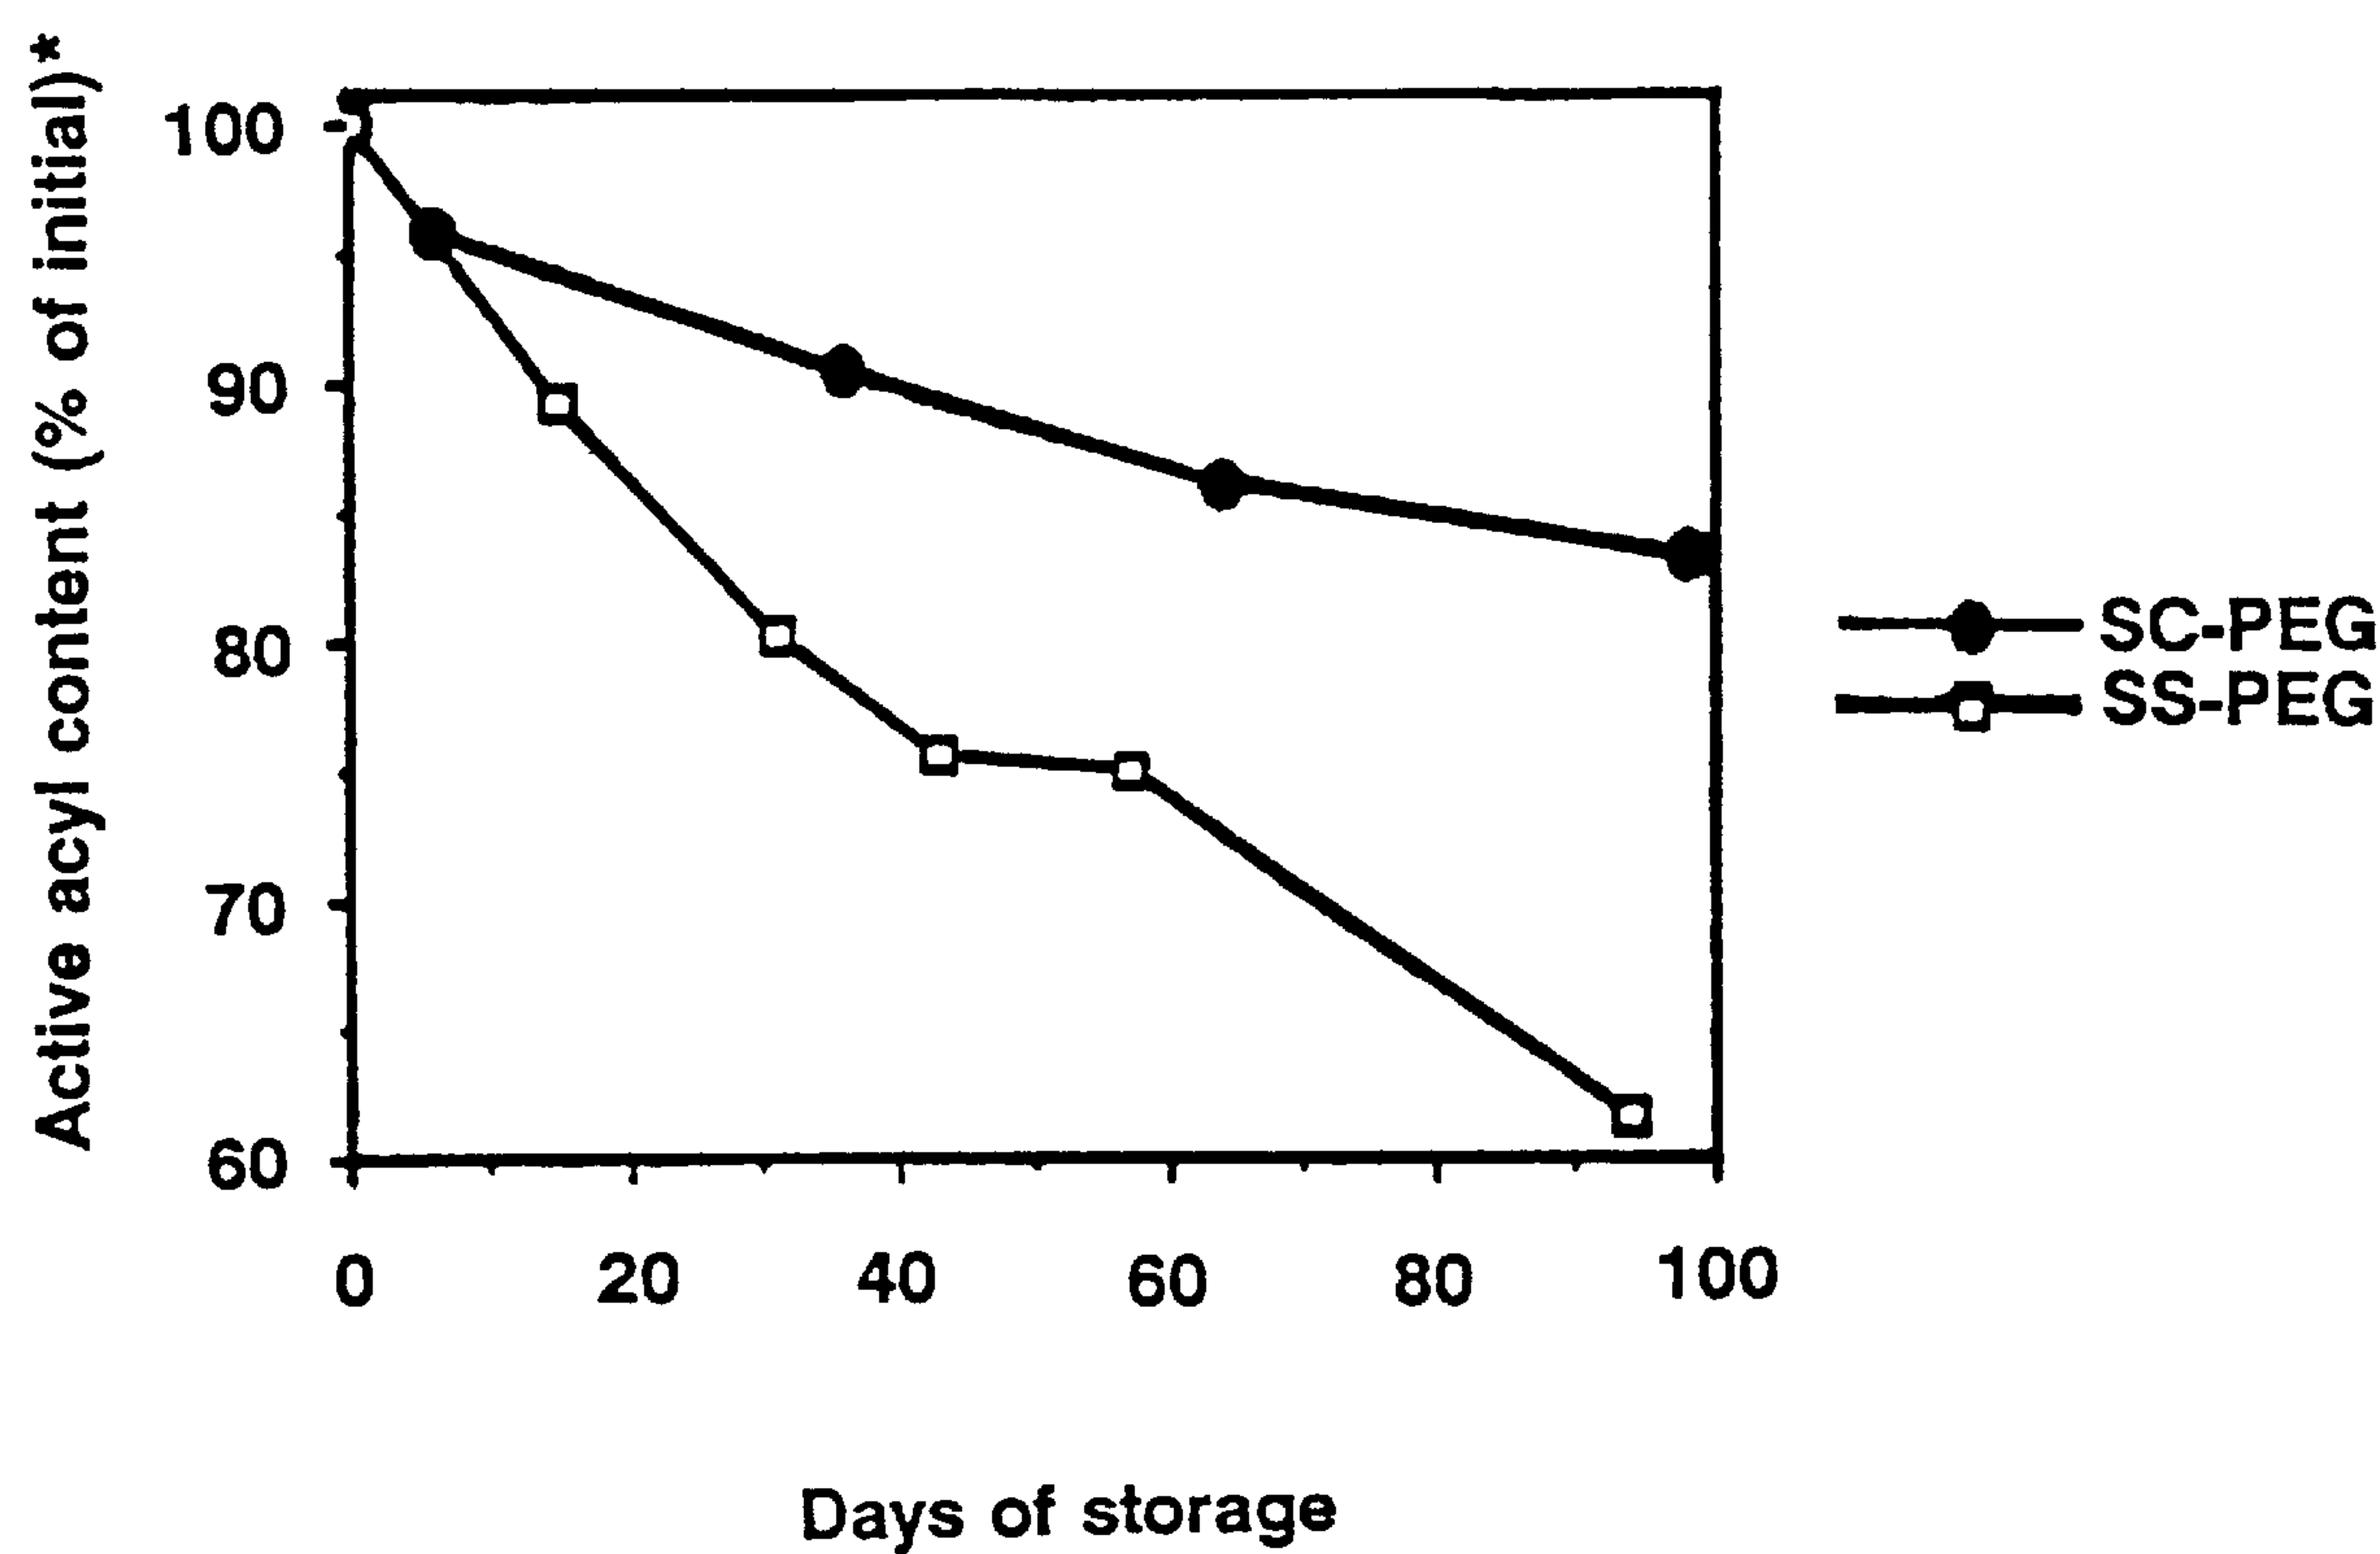 Active acyl content (% of initial)*
100
90
80
70
60
0 20 40 60 80 100
Days of storage
SC-PEG
SS-PEG